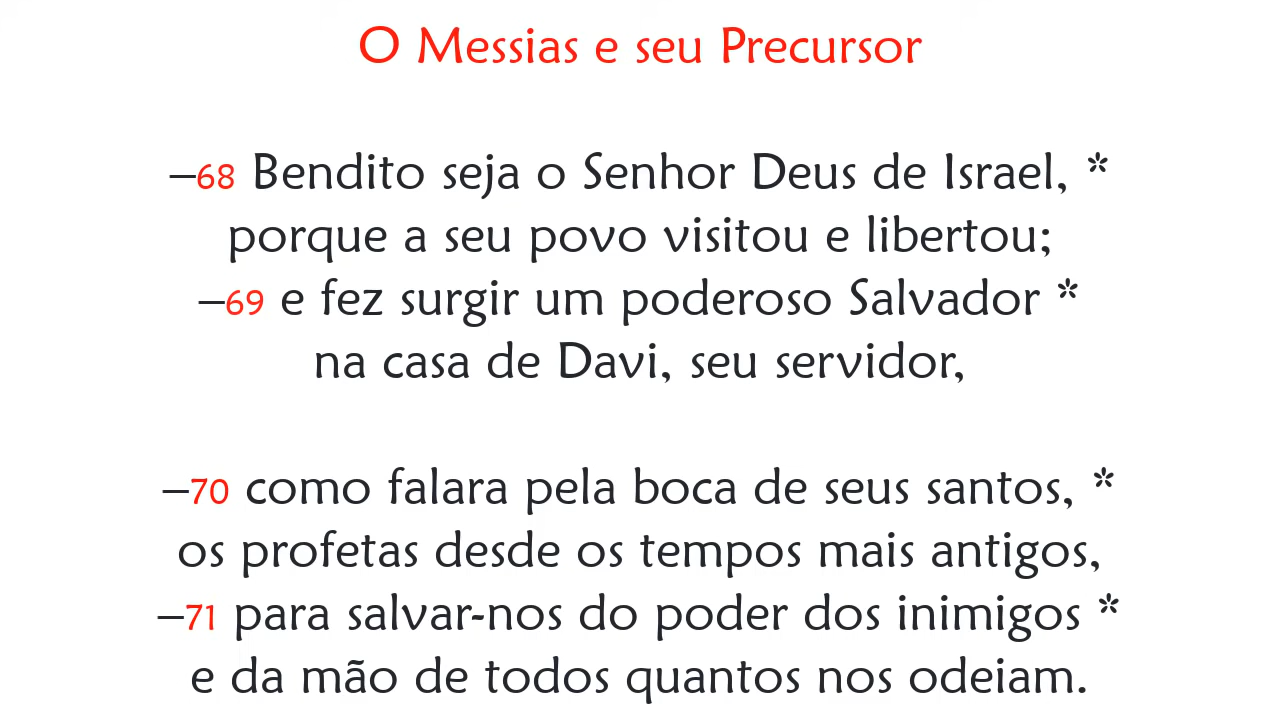 O Messias e seu Precursor
–68 Bendito seja o Senhor Deus de Israel, *
porque a seu povo visitou e libertou;
–69 e fez surgir um poderoso Salvador *
na casa de Davi, seu servidor,
–70 como falara pela boca de seus santos, *
os profetas desde os tempos mais antigos,
–71 para salvar-nos do poder dos inimigos *
e da mão de todos quantos nos odeiam.